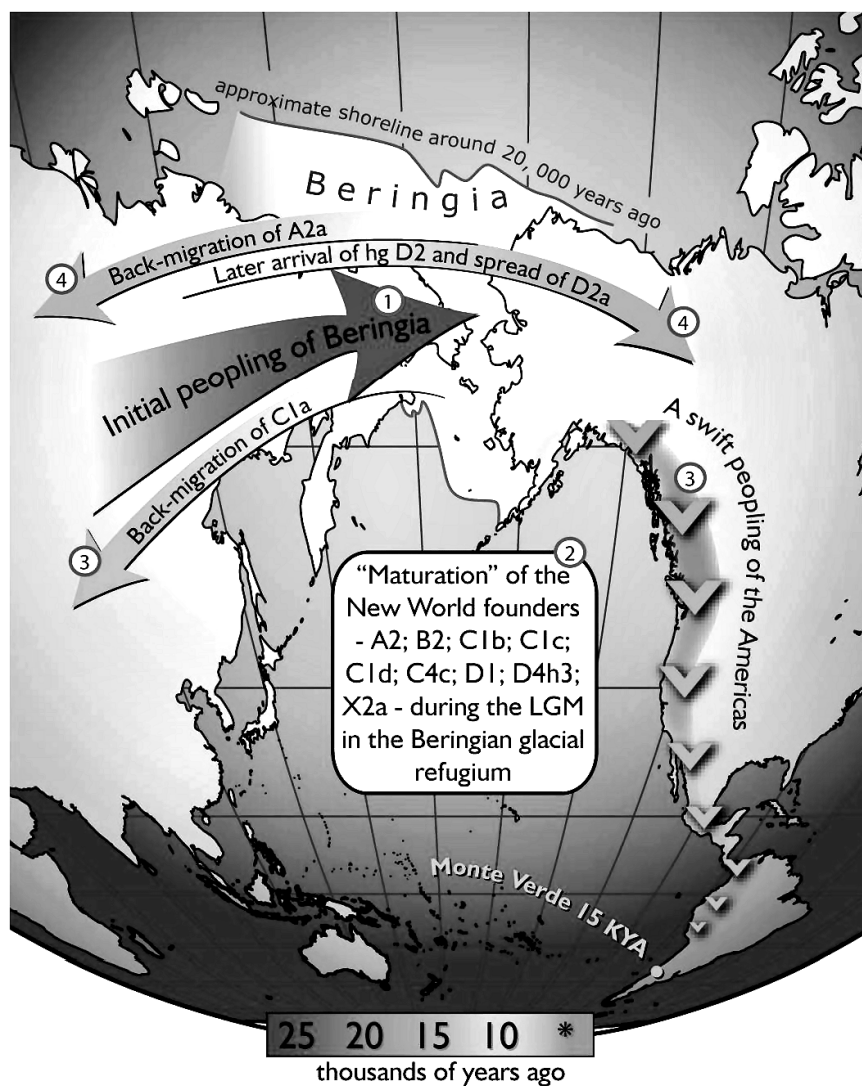 approximate shoreline around 20, 000 years ago
Beringia
Back-migration of A2a
4
Later arrival of hg D2 and spread of D2a
4
1
Initial peopling of Beringia
Back-migration of C1a
3
A swift peopling of the Americas
3
2
“Maturation” of the
New World founders
- A2; B2; C1b; C1c;
C1d; C4c; D1; D4h3;
X2a - during the LGM
in the Beringian glacial
refugium
Monte Verde 15 KYA
25 20 15 10 *
thousands of years ago